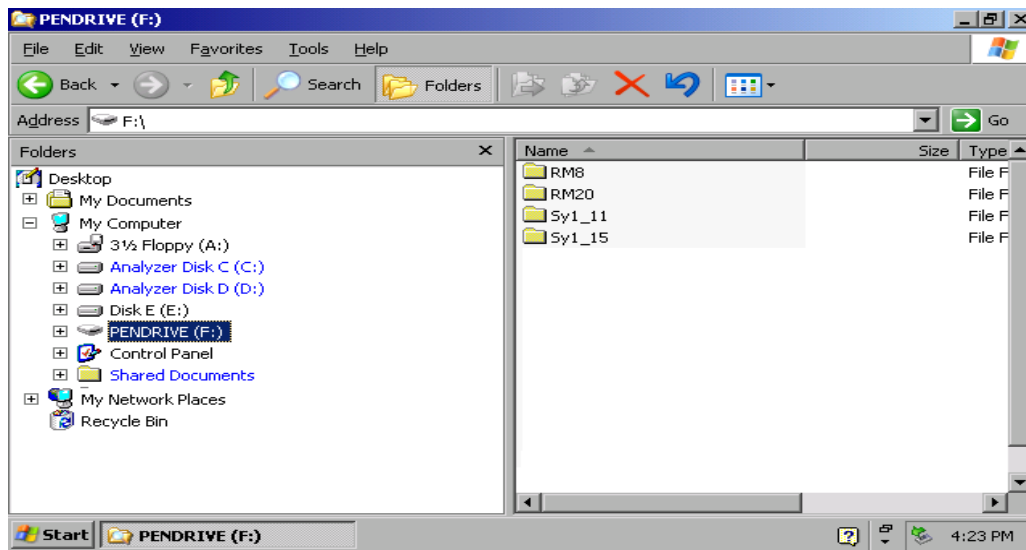 PENDRIVE (F:)
File Edit View Favorites Tools Help
Back Search Folders
Address F:\ Go
Folders
Desktop
My Documents
My Computer
3½ Floppy (A:)
Analyzer Disk C (C:)
Analyzer Disk D (D:)
Disk E (E:)
PENDRIVE (F:)
Control Panel
Shared Documents
My Network Places
Recycle Bin
Name Size Type
RM8 File F
RM20 File F
Sy1_11 File F
Sy1_15 File F
Start PENDRIVE (F:) 4:23 PM